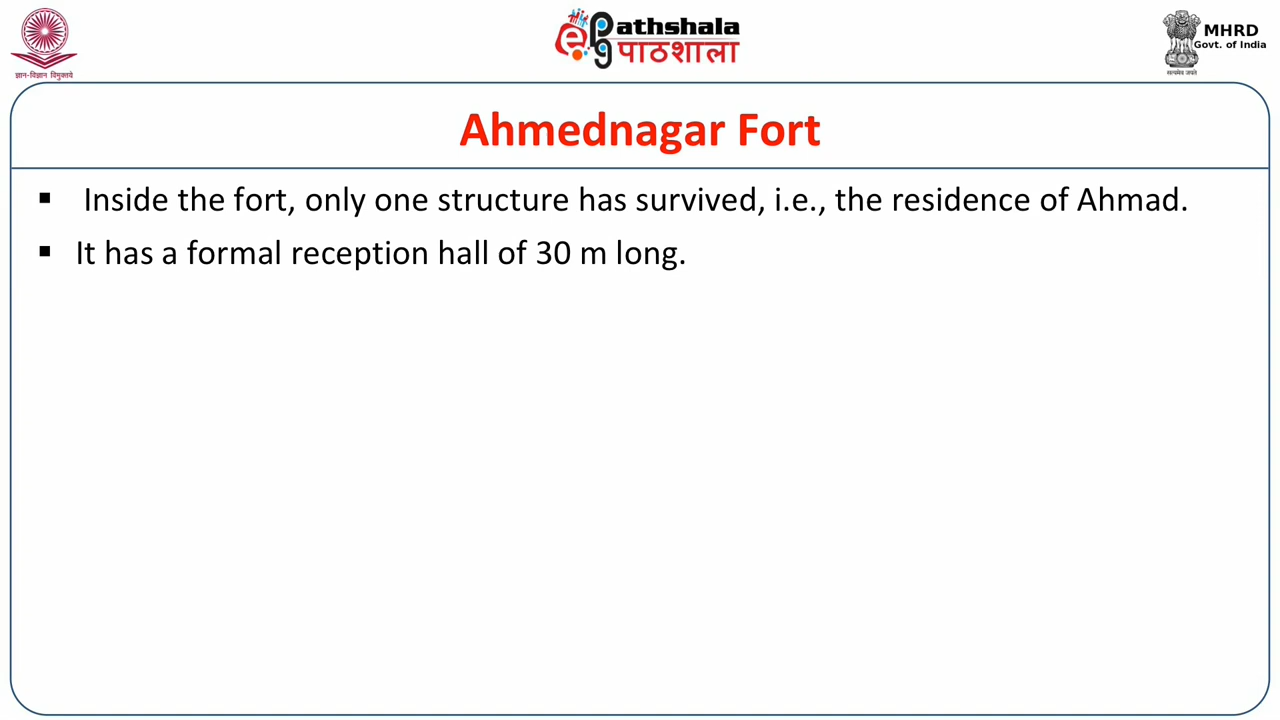 ज्ञान-विज्ञान विमुक्तये
Pathshala
पाठशाला
MHRD
Govt. of India
सत्यमेव जयते
Ahmednagar Fort
▪ Inside the fort, only one structure has survived, i.e., the residence of Ahmad.
▪ It has a formal reception hall of 30 m long.